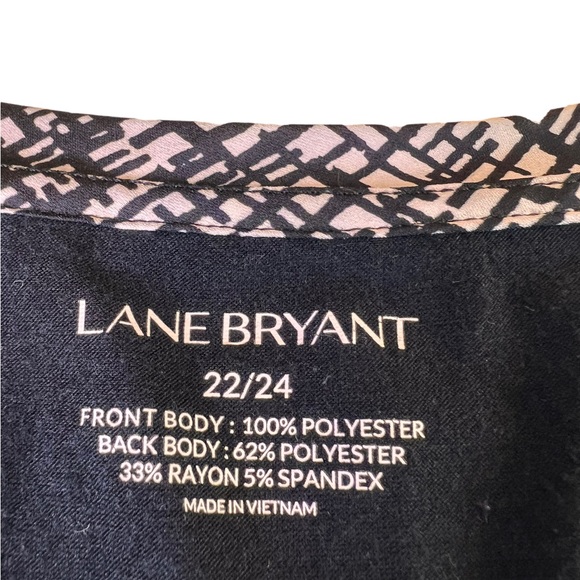 LANE BRYANT
22/24
FRONT BODY : 100% POLYESTER
BACK BODY : 62% POLYESTER
33% RAYON 5% SPANDEX
MADE IN VIETNAM